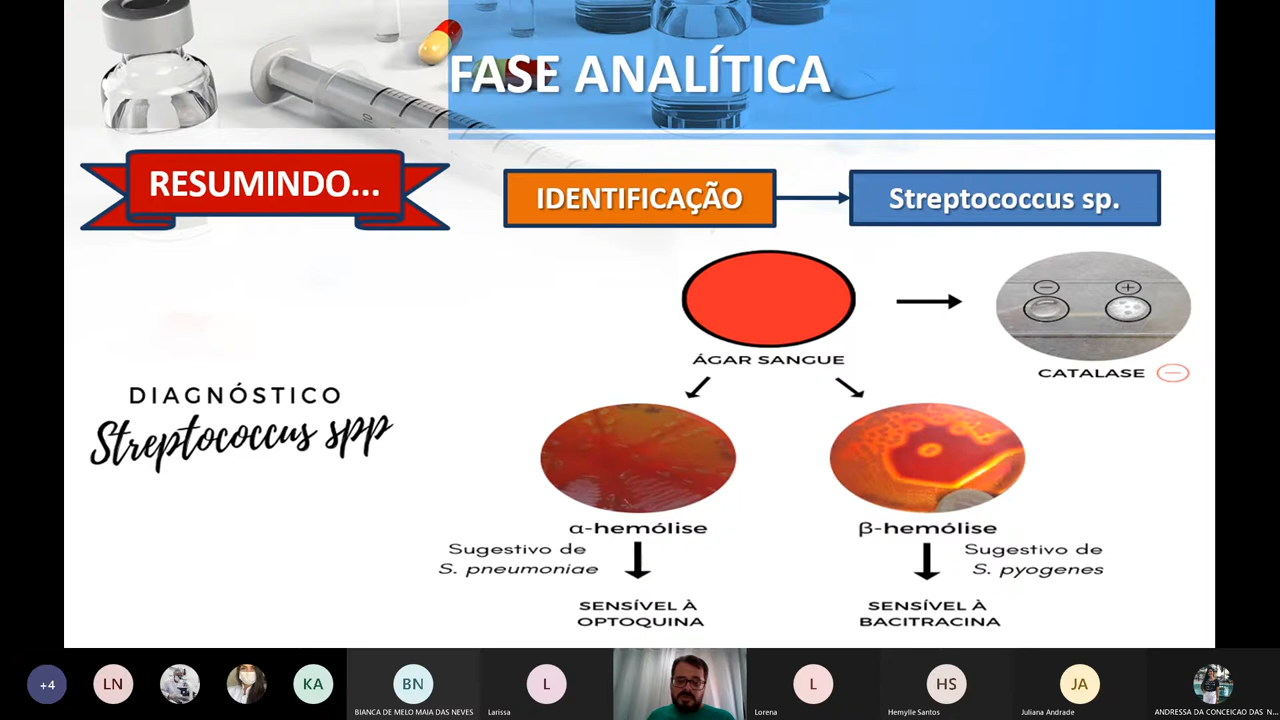 FASE ANALÍTICA
RESUMINDO...
IDENTIFICAÇÃO
Streptococcus sp.
ÁGAR SANGUE
CATALASE
DIAGNÓSTICO
Streptococcus spp
α-hemólise
β-hemólise
Sugestivo de
S. pneumoniae
Sugestivo de
S. pyogenes
SENSÍVEL À
OPTOQUINA
SENSÍVEL À
BACITRACINA
+4
LN
KA
BN
BIANCA DE MELO MAIA DAS NEVES
L
Larissa
L
Lorena
HS
Hemylle Santos
JA
Juliana Andrade
ANDRESSA DA CONCEICAO DAS N...